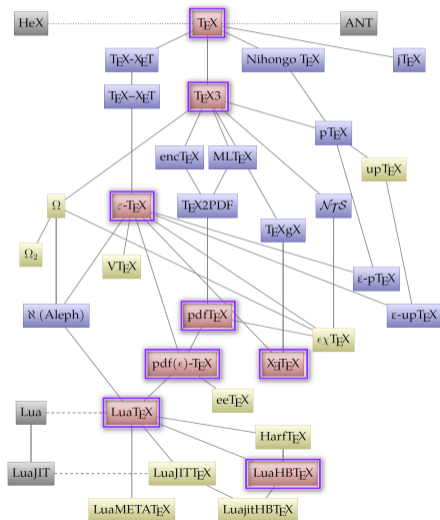 HeX TEX ANT
TEX-XET Nihongo TEX jTEX
TEX--XET TEX3
pTEX
encTEX MLTEX upTEX
Ω ε-TEX TEX2PDF NTS
TEXgX
Ω2 VTEX ε-pTEX
ℵ (Aleph) pdfTEX ε-upTEX
ϵχTEX
pdf(ϵ)-TEX XƎTEX
eeTEX
Lua LuaTEX
HarfTEX
LuaJIT LuaJITTEX LuaHBTEX
LuaMETATEX LuajitHBTEX